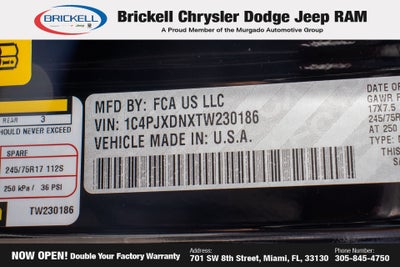 BRICKELL
Brickell Chrysler Dodge Jeep RAM
A Proud Member of the Murgado Automotive Group
MFD BY: FCA US LLC
VIN: 1C4PJXDNXTW230186
VEHICLE MADE IN: U.S.A.
DATE OF
GAWR
17X7.5
245/75
AT 250
TYPE:
REAR 3
SHOULD NEVER EXCEED
SPARE
245/75R17 112S
250 kPa / 36 PSI
TW230186
NOW OPEN! Double Your Factory Warranty
Address:
701 SW 8th Street, Miami, FL, 33130
Phone Number:
305-845-4750